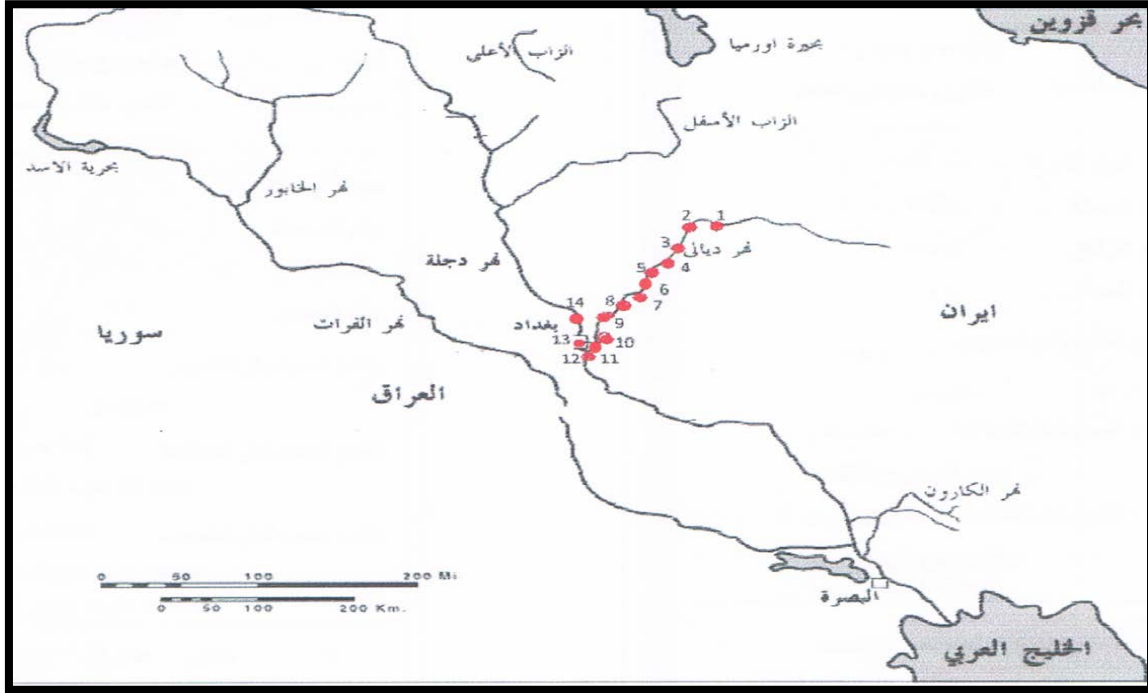 بحر قزوين
بحيرة اورميا
الزاب الأعلى
الزاب الأسفل
بحرية الاسد
نهر الخابور
2 1
3 نهر ديالى
4
5
نهر دجلة
6
7
ايران
8
14
9
بغداد
نهر الفرات
سوريا
13
10
12 11
العراق
نهر الكارون
0 50 100 200 Mi
0 50 100 200 Km.
البصرة
الخليج العربي